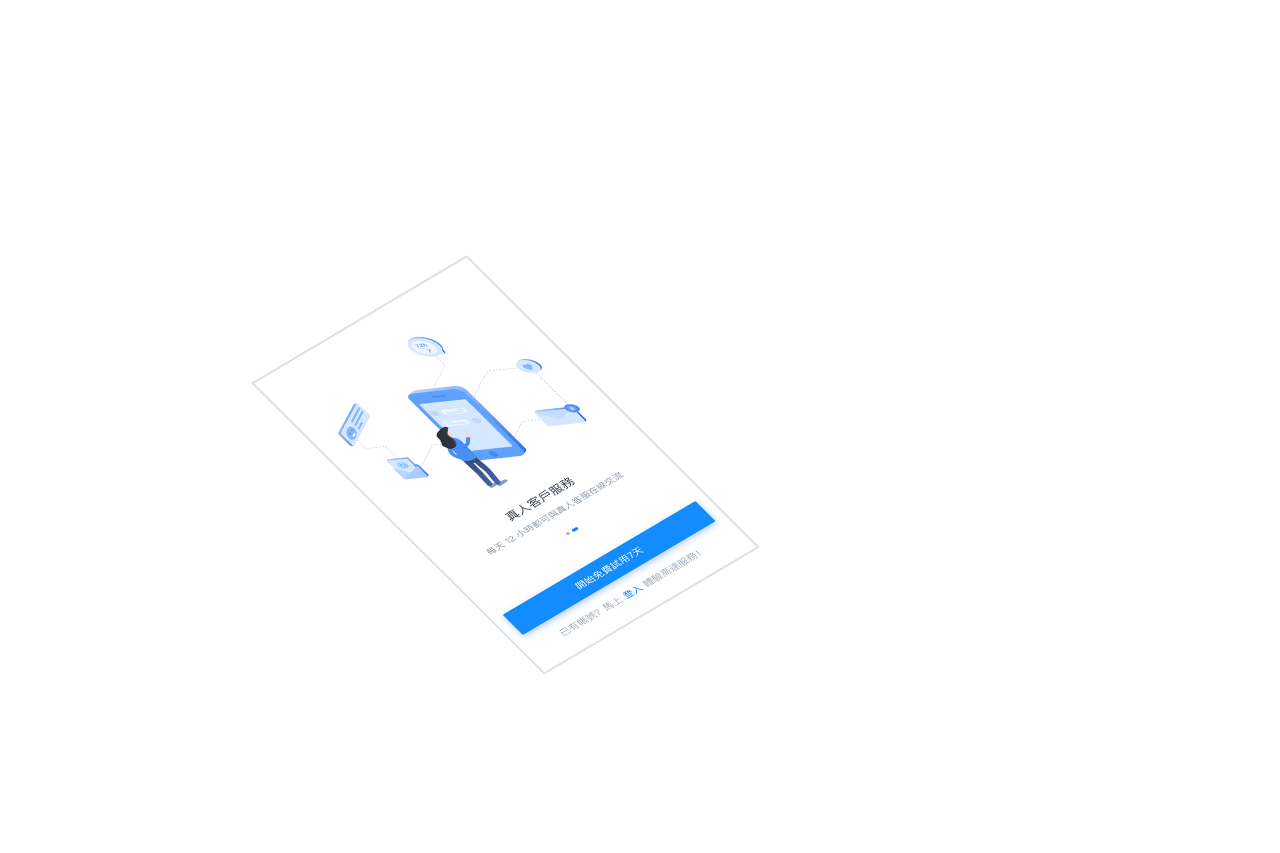 真人客戶服務
每天 12 小時都可與真人客服在線交流
開始免費試用7天
已有帳號？馬上 登入 體驗高速服務！